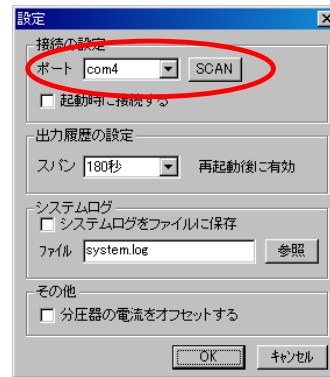 設定
接続の設定
ポート com4 SCAN
起動時に接続する
出力履歴の設定
スパン 180秒 再起動後に有効
システムログ
システムログをファイルに保存
ファイル system.log 参照
その他
分圧器の電流をオフセットする
OK キャンセル